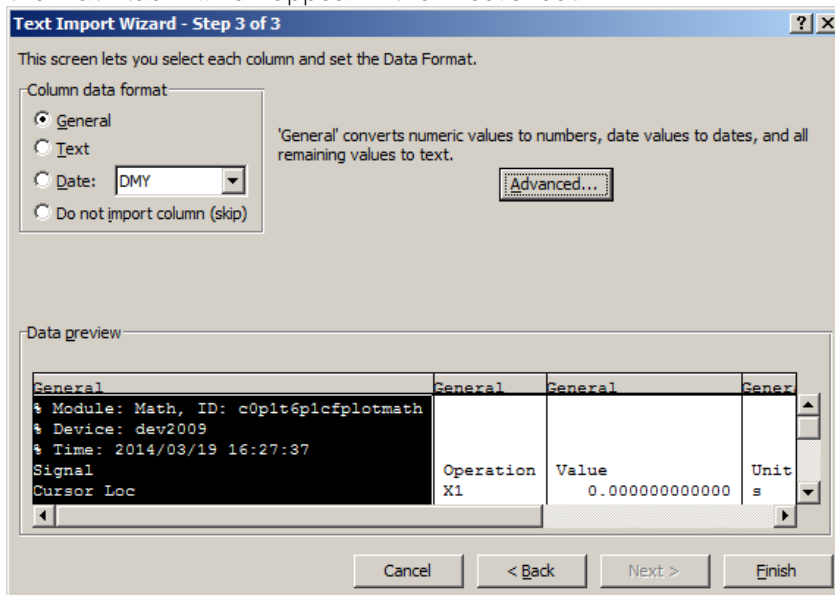 Text Import Wizard - Step 3 of 3
This screen lets you select each column and set the Data Format.
Column data format
General
Text
Date: DMY
Do not import column (skip)
'General' converts numeric values to numbers, date values to dates, and all
remaining values to text.
Advanced...
Data preview
General General General Genera
% Module: Math, ID: c0p1t6p1cfplotmath
% Device: dev2009
% Time: 2014/03/19 16:27:37
Signal Operation Value Unit
Cursor Loc X1 0.000000000000 s
Cancel < Back Next > Finish